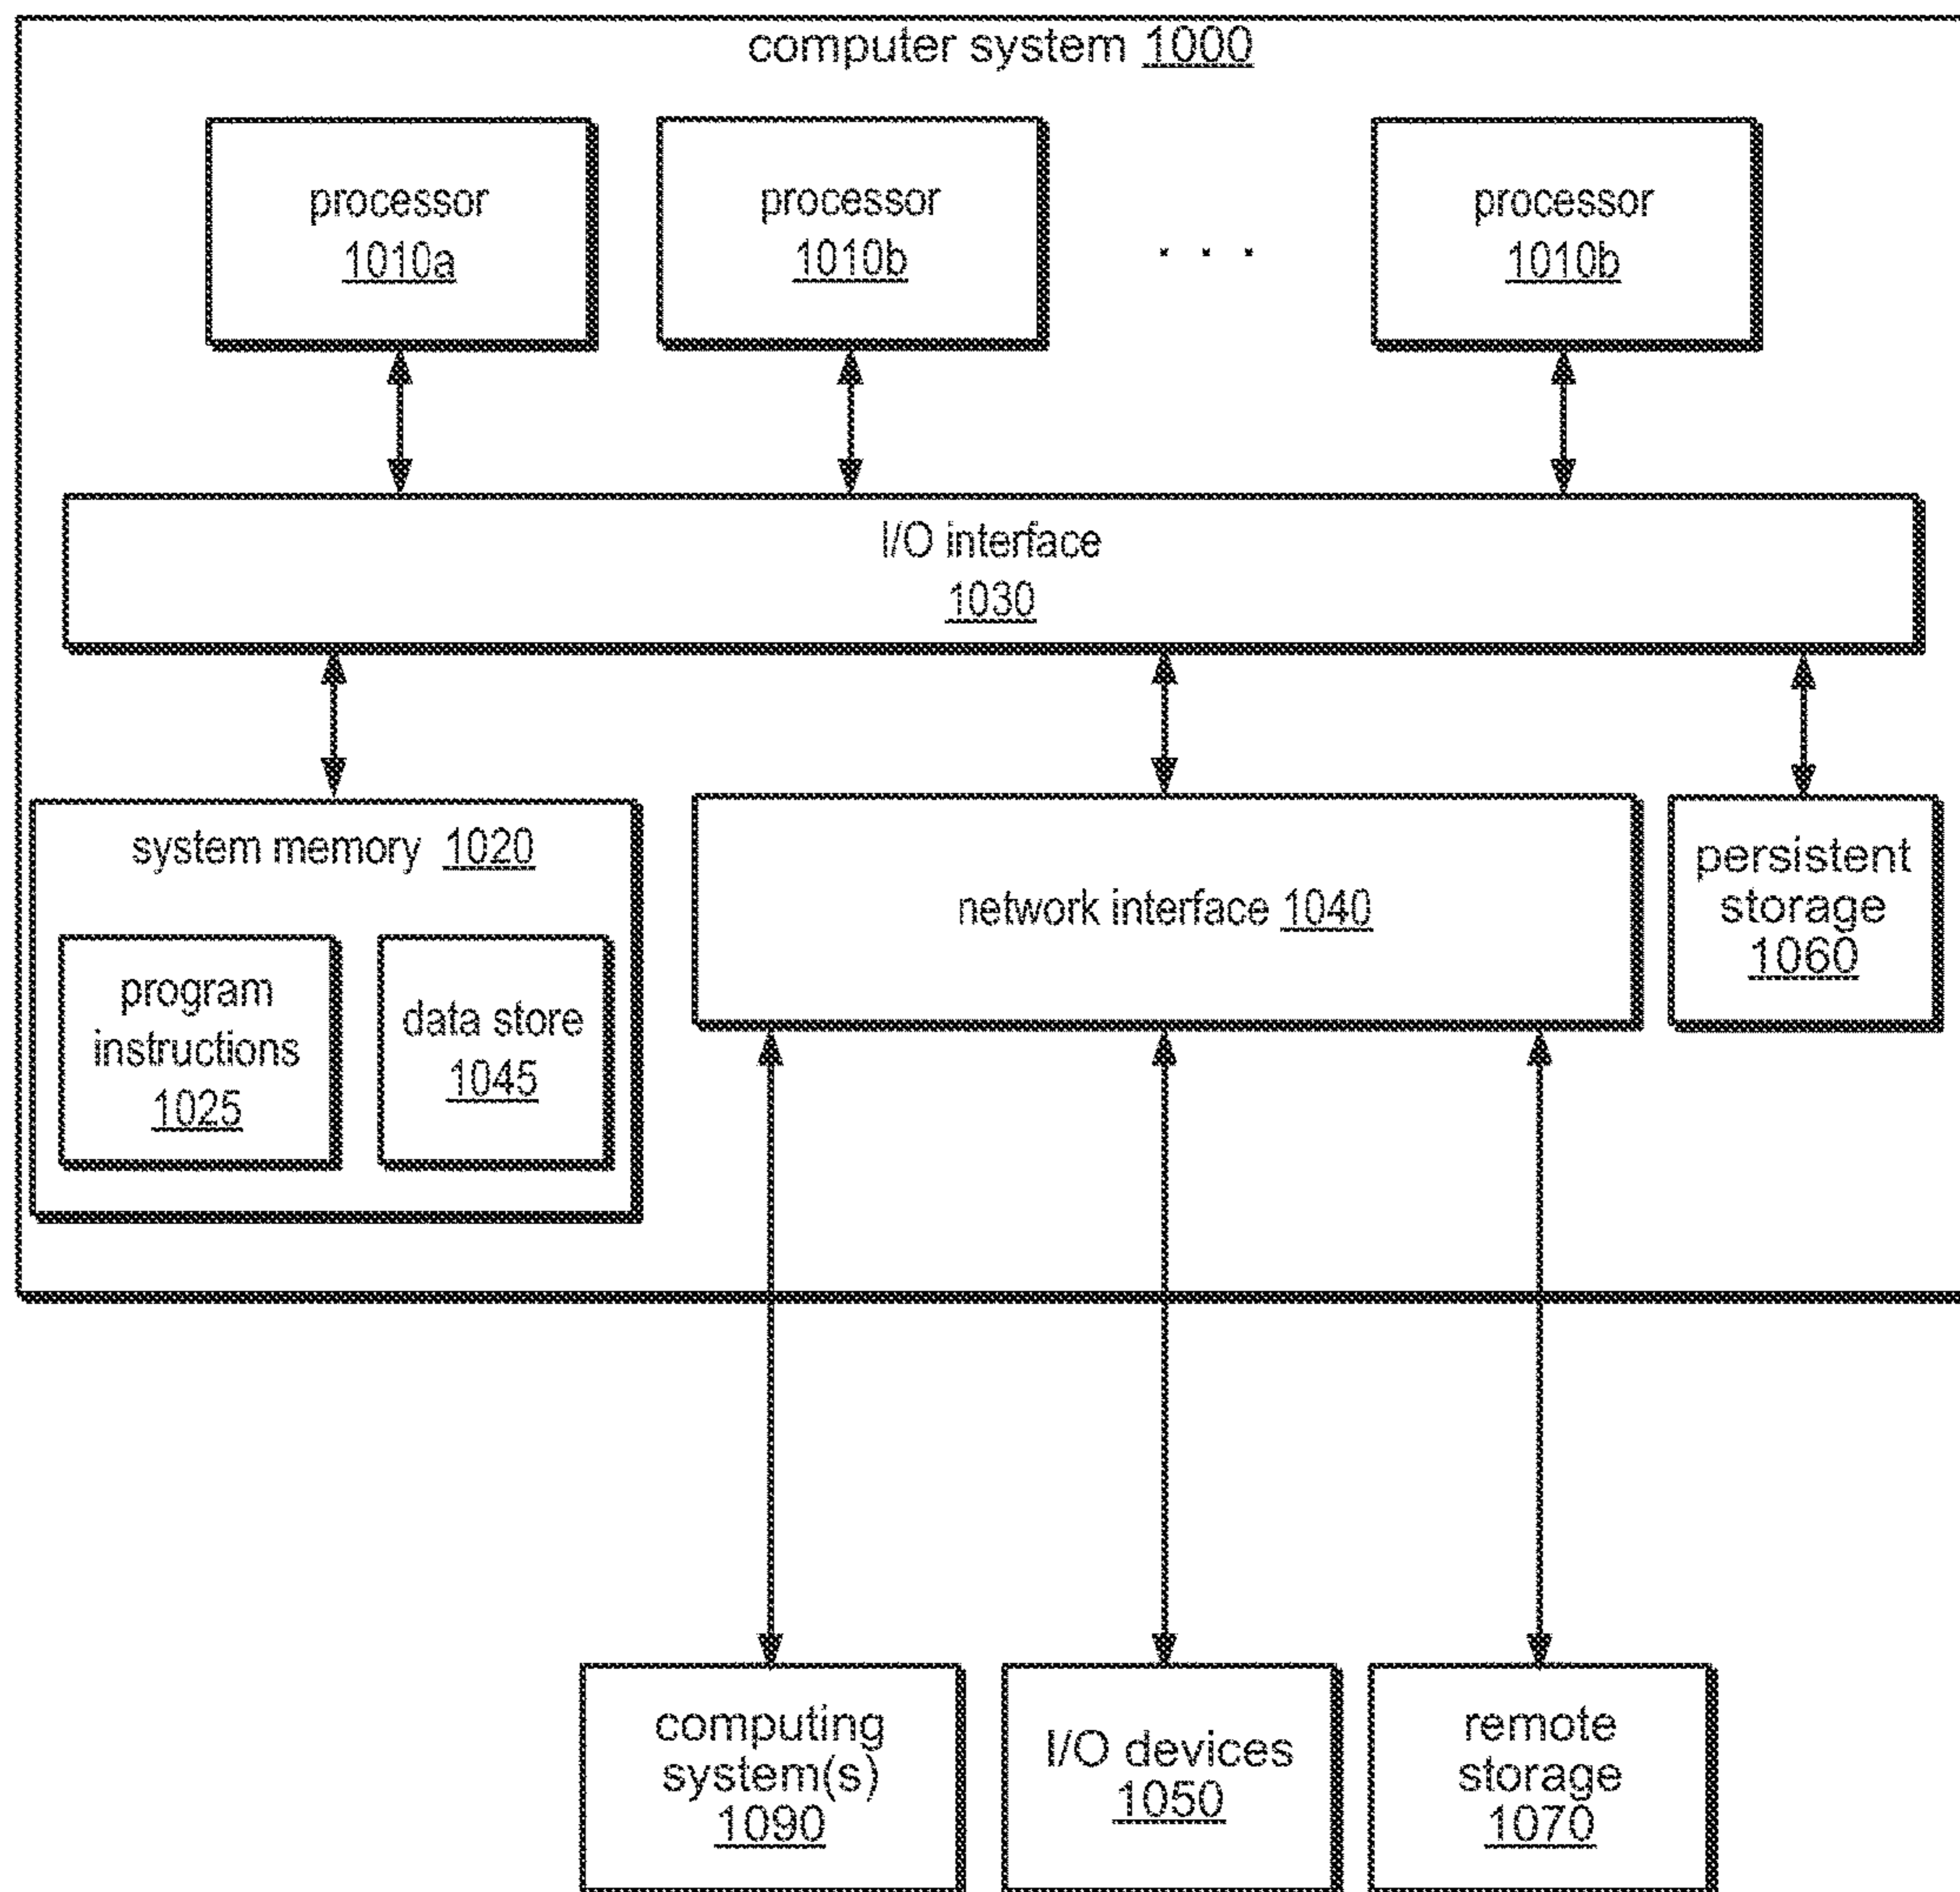 computer system 1000
processor
1010a
processor
1010b
. . .
processor
1010b
I/O interface
1030
system memory 1020
program
instructions
1025
data store
1045
network interface 1040
persistent
storage
1060
computing
system(s)
1090
I/O devices
1050
remote
storage
1070